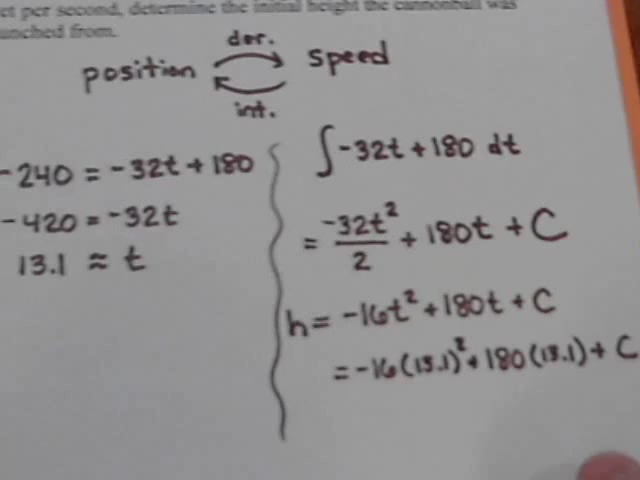 et per second, determine the initial height the cannonball was
unched from.
der.
position speed
int.
-240 = -32t + 180
-420 = -32t
13.1 ≈ t
∫ -32t + 180 dt
= -32t²/2 + 180t + C
h = -16t² + 180t + C
= -16(13.1)² + 180(13.1) + C